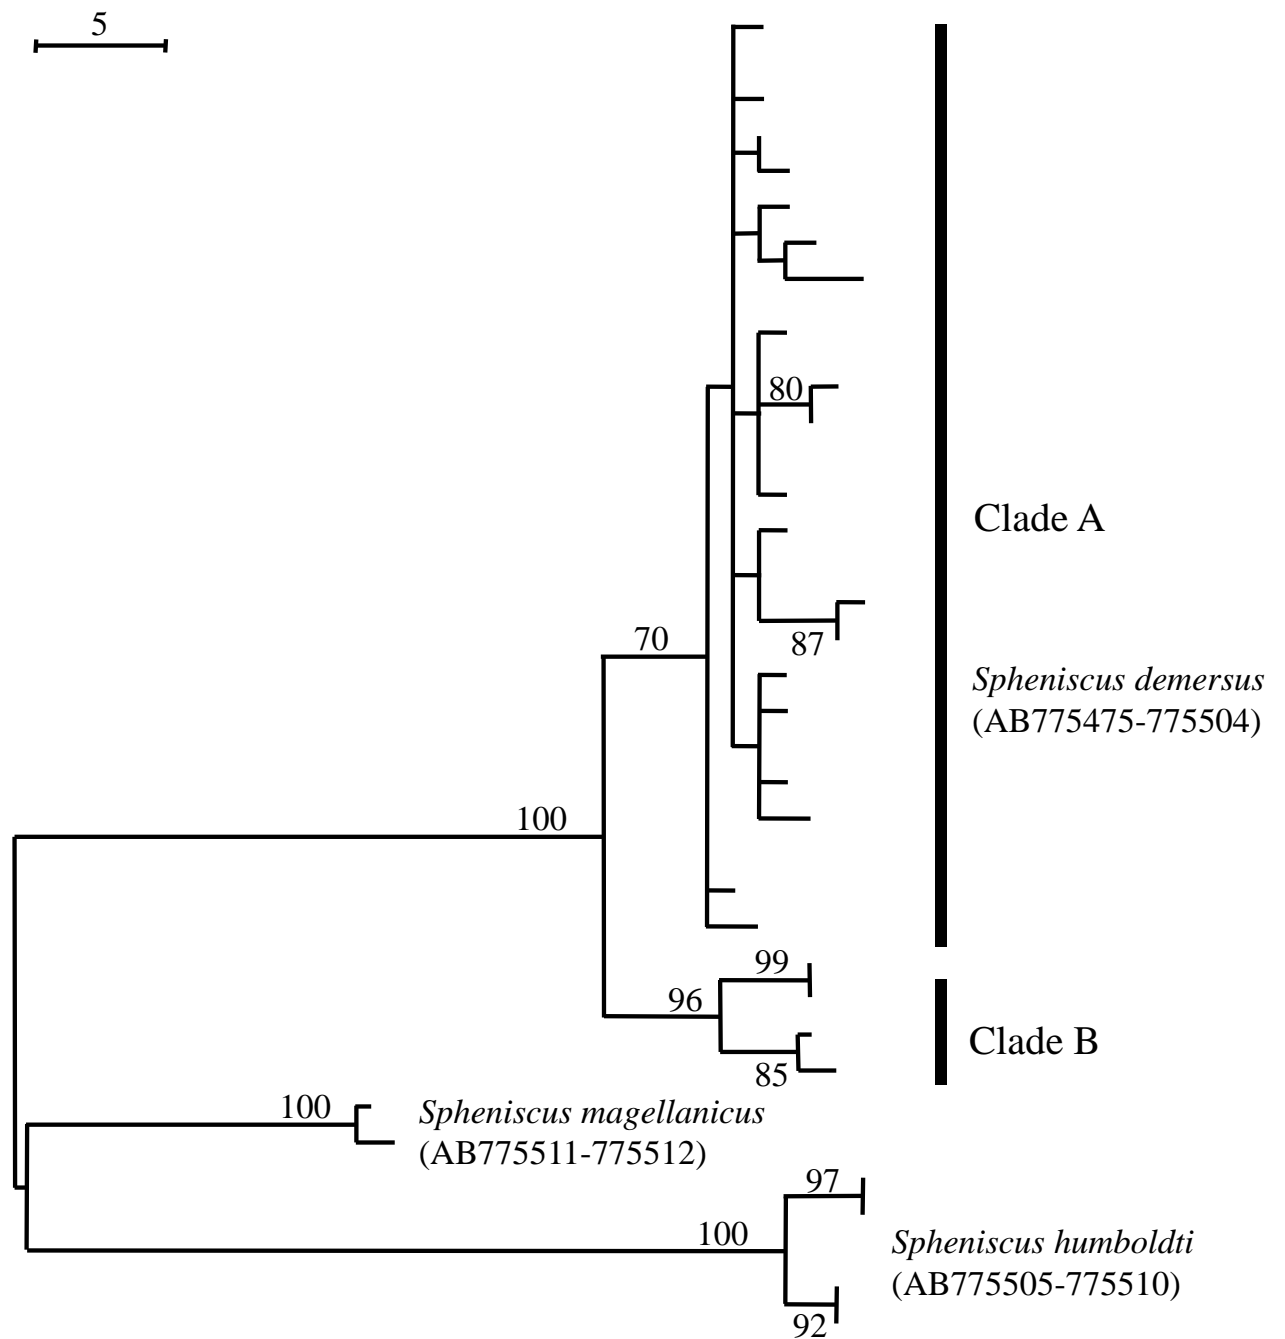 5
80
Clade A
87
70
Spheniscus demersus
(AB775475-775504)
100
99
96
Clade B
85
100
Spheniscus magellanicus
(AB775511-775512)
97
100
Spheniscus humboldti
(AB775505-775510)
92